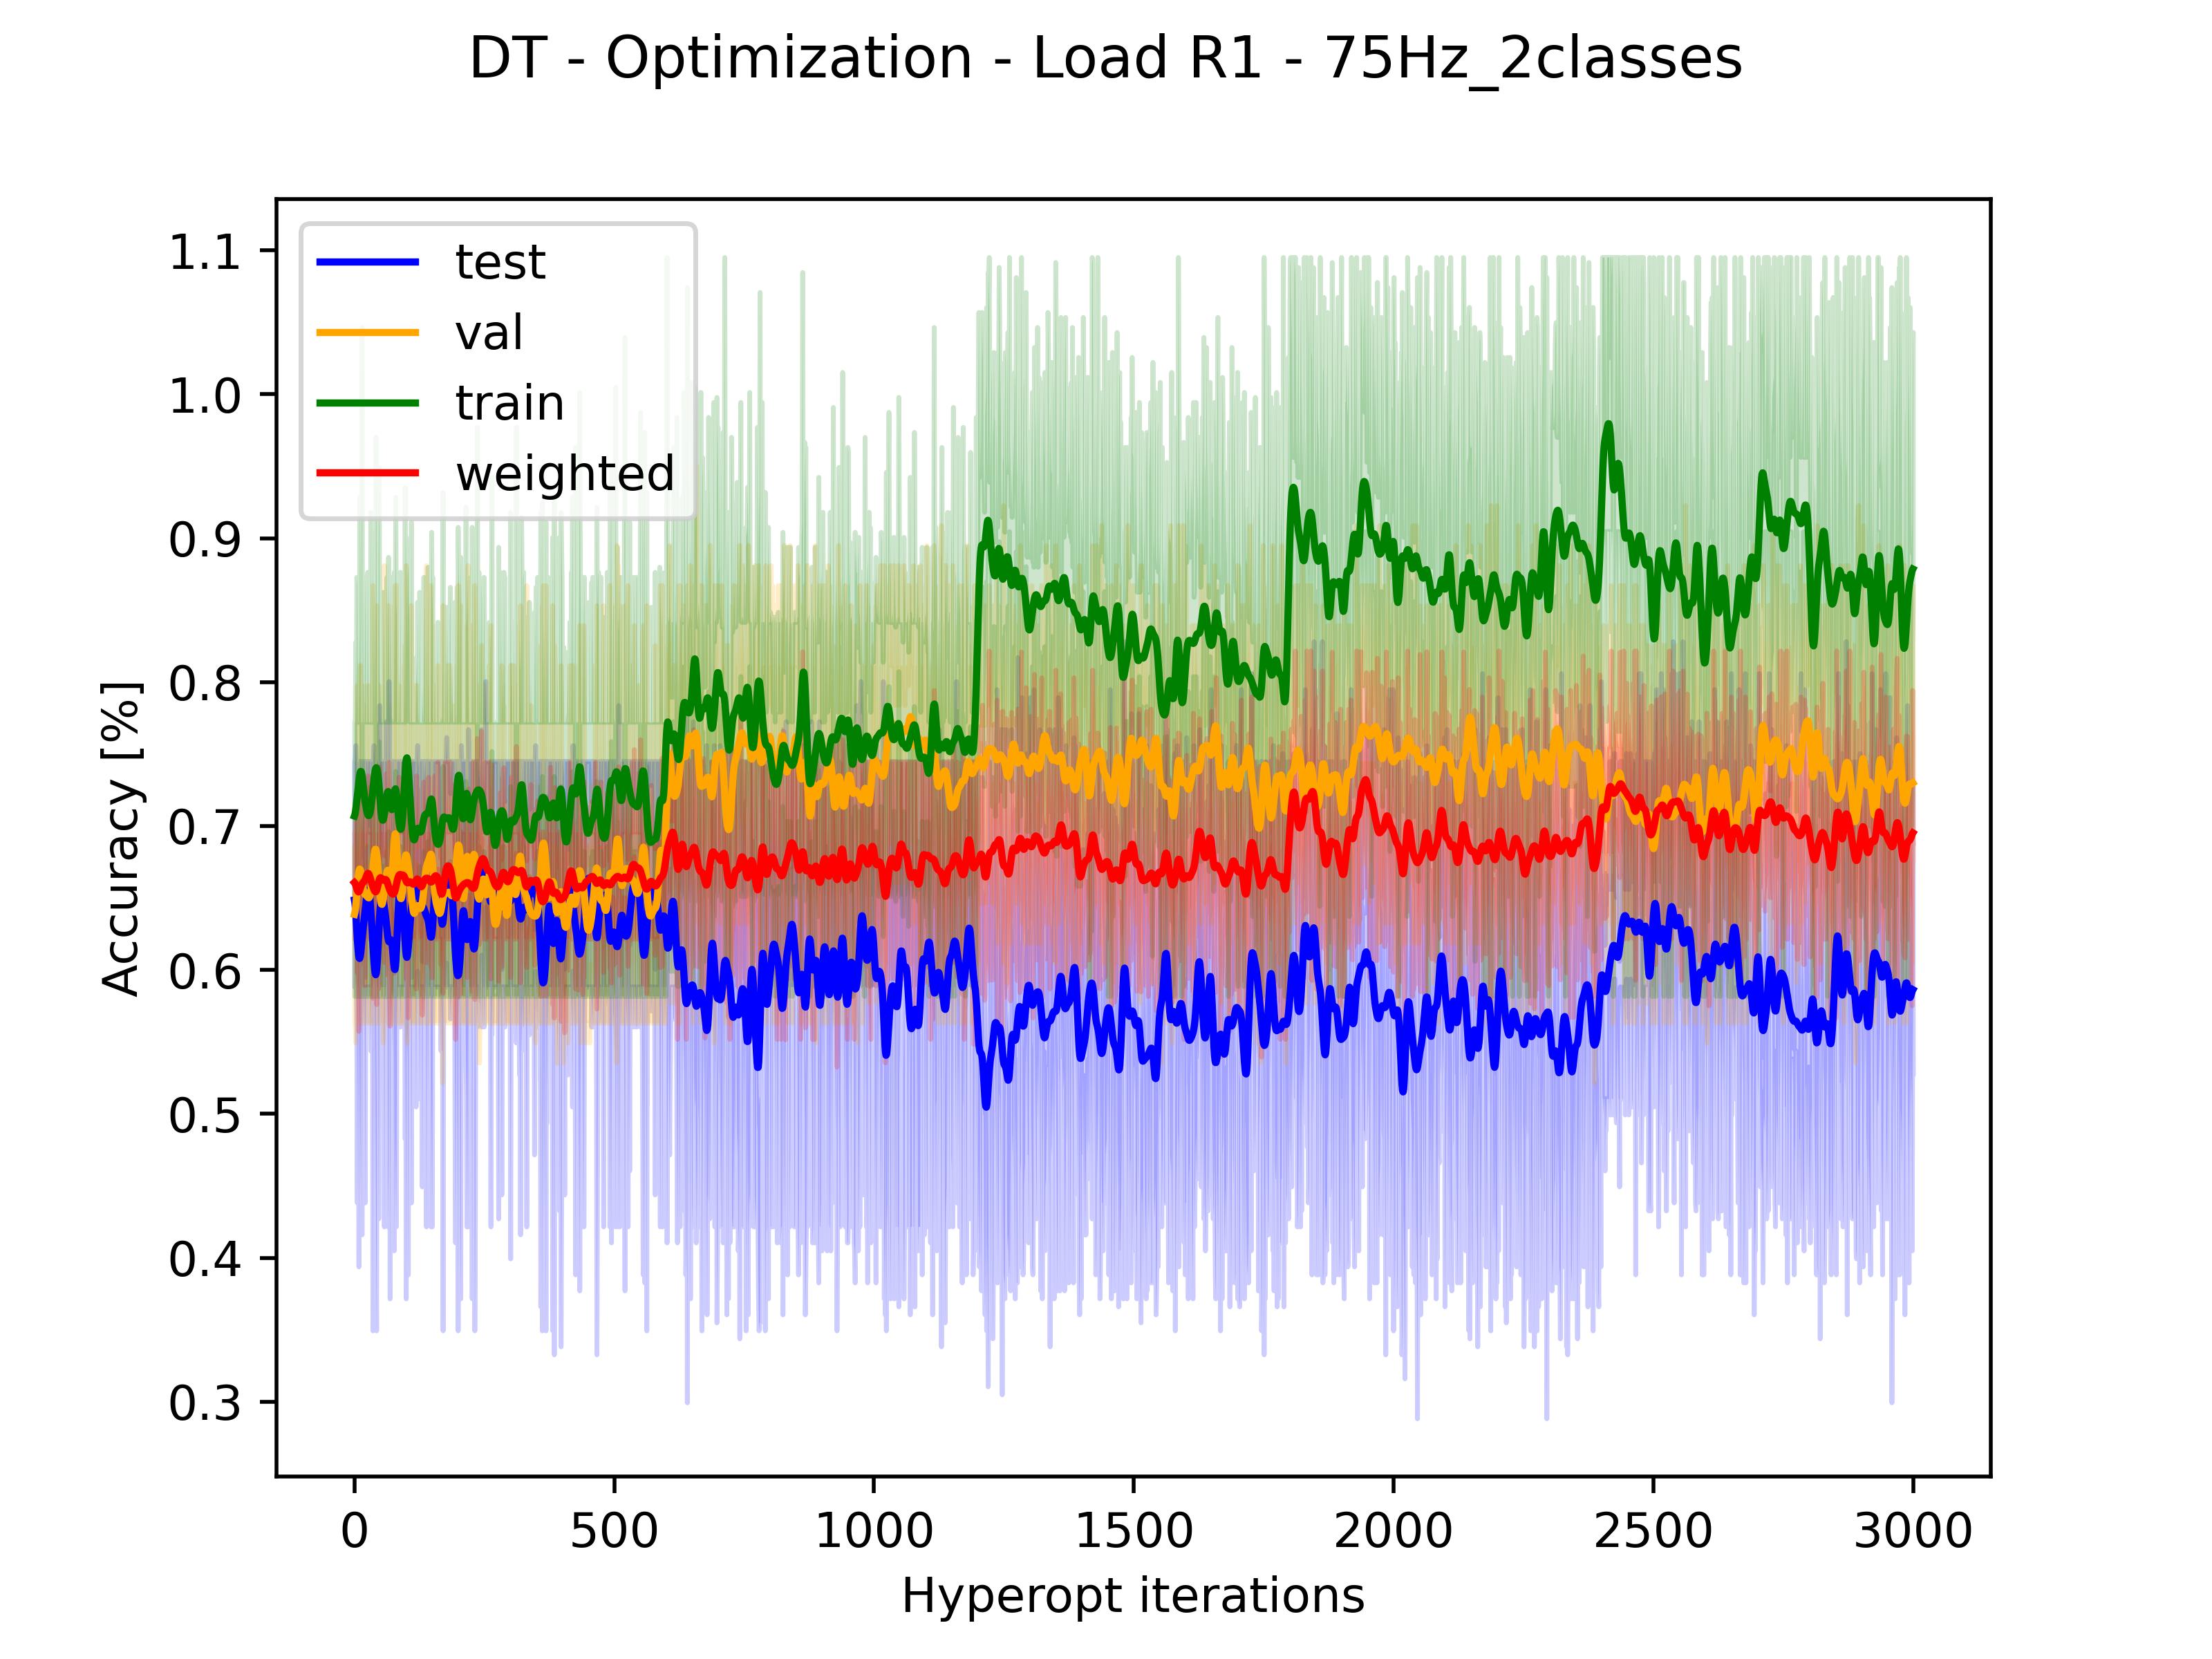 DT - Optimization - Load R1 - 75Hz_2classes
test
val
train
weighted
1.1
1.0
0.9
0.8
0.7
0.6
0.5
0.4
0.3
Accuracy [%]
0 500 1000 1500 2000 2500 3000
Hyperopt iterations